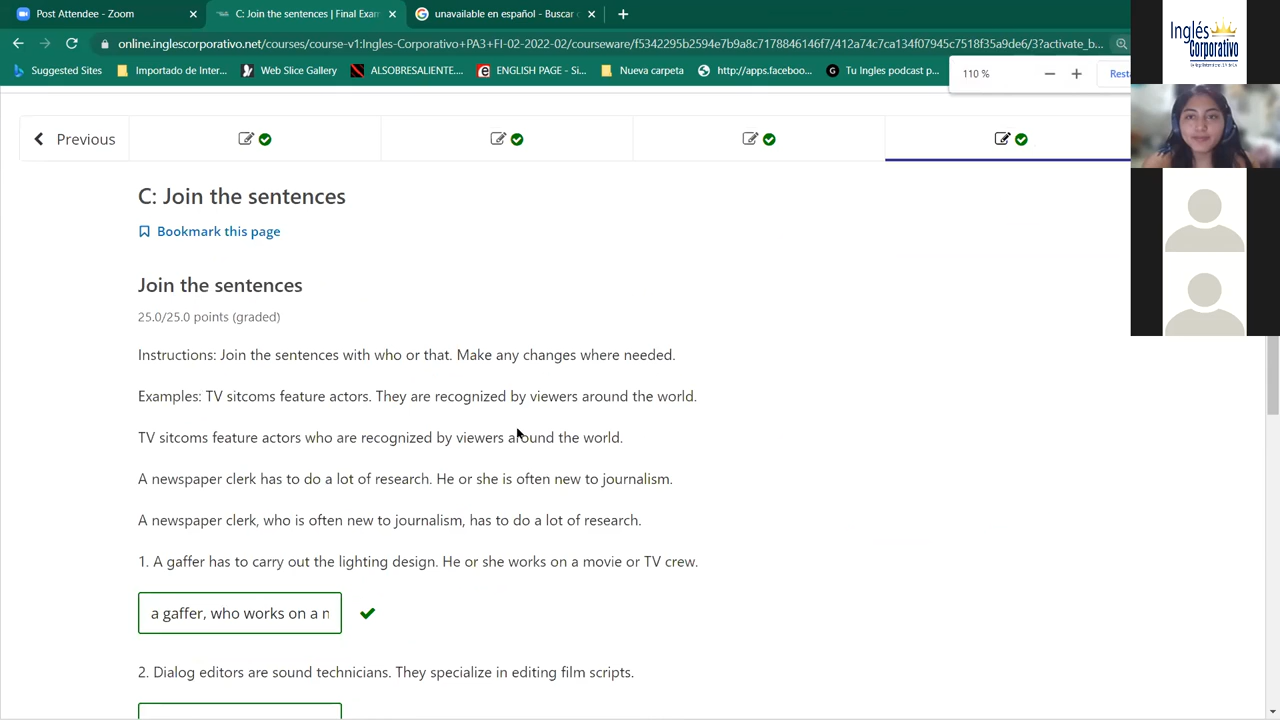 Post Attendee - Zoom
C: Join the sentences | Final Exar
unavailable en español - Buscar c
online.inglescorporativo.net/courses/course-v1:Ingles-Corporativo+PA3+FI-02-2022-02/courseware/f5342295b2594e7b9a8c7178846146f7/412a74c7ca134f07945c7518f35a9de6/3?activate_b...
Suggested Sites
Importado de Inter...
Web Slice Gallery
ALSOBRESALIENTE....
ENGLISH PAGE - Si...
Nueva carpeta
http://apps.faceboo...
Tu Ingles podcast p...
110 %
Resta
Inglés
Corporativo
Previous
C: Join the sentences
Bookmark this page
Join the sentences
25.0/25.0 points (graded)
Instructions: Join the sentences with who or that. Make any changes where needed.
Examples: TV sitcoms feature actors. They are recognized by viewers around the world.
TV sitcoms feature actors who are recognized by viewers around the world.
A newspaper clerk has to do a lot of research. He or she is often new to journalism.
A newspaper clerk, who is often new to journalism, has to do a lot of research.
1. A gaffer has to carry out the lighting design. He or she works on a movie or TV crew.
a gaffer, who works on a n
2. Dialog editors are sound technicians. They specialize in editing film scripts.